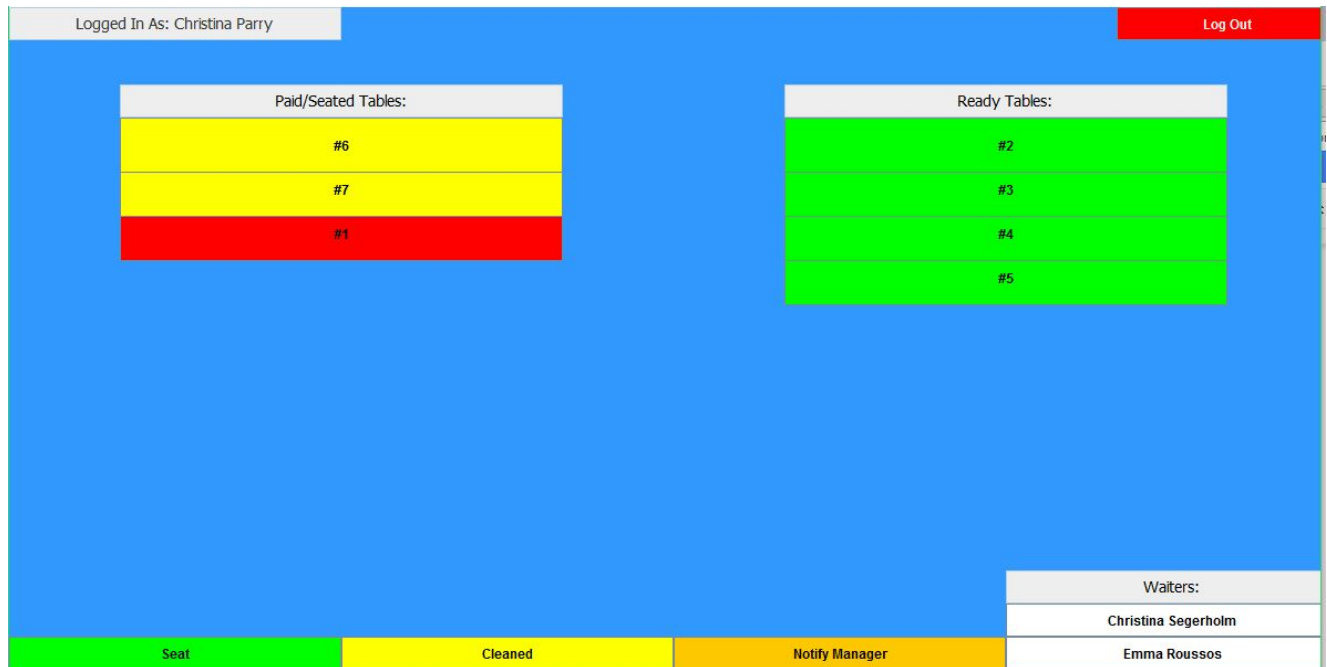 Logged In As: Christina Parry
Log Out
Paid/Seated Tables:
#6
#7
#1
Ready Tables:
#2
#3
#4
#5
Waiters:
Christina Segerholm
Emma Roussos
Seat
Cleaned
Notify Manager